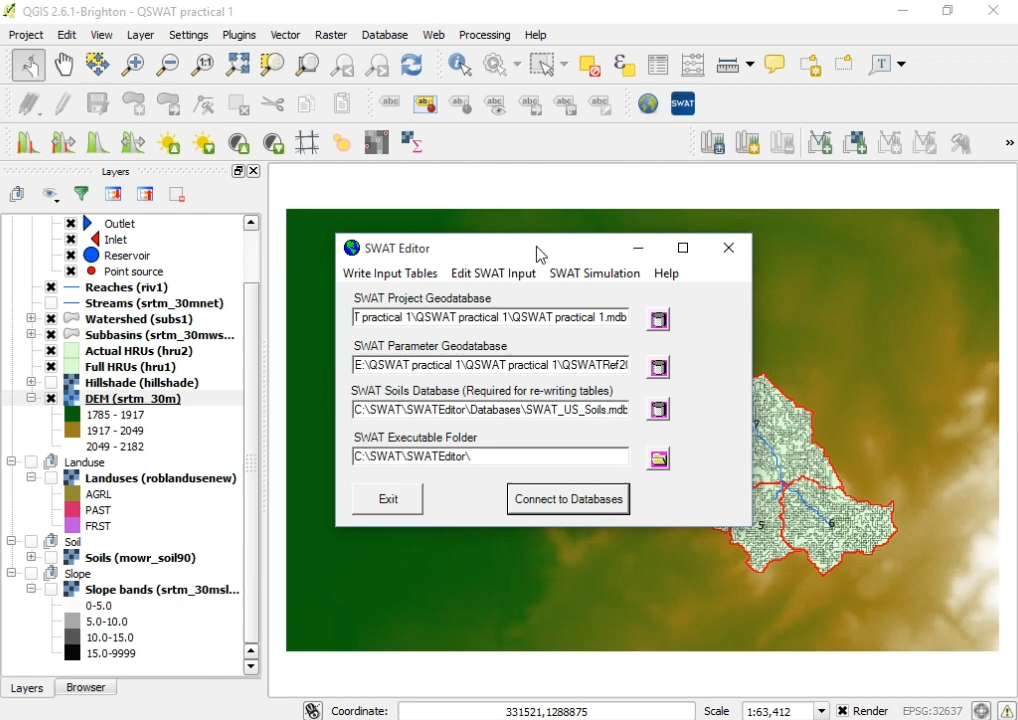 QGIS 2.6.1-Brighton - QSWAT practical 1
Project Edit View Layer Settings Plugins Vector Raster Database Web Processing Help
SWAT
Layers
Outlet
Inlet
Reservoir
Point source
Reaches (riv1)
Streams (srtm_30mnet)
Watershed (subs1)
Subbasins (srtm_30mws...
Actual HRUs (hru2)
Full HRUs (hru1)
Hillshade (hillshade)
DEM (srtm_30m)
1785 - 1917
1917 - 2049
2049 - 2182
Landuse
Landuses (roblandusenew)
AGRL
PAST
FRST
Soil
Soils (mowr_soil90)
Slope
Slope bands (srtm_30msl...
0-5.0
5.0-10.0
10.0-15.0
15.0-9999
Layers Browser
SWAT Editor
Write Input Tables Edit SWAT Input SWAT Simulation Help
SWAT Project Geodatabase
T practical 1\QSWAT practical 1\QSWAT practical 1.mdb
SWAT Parameter Geodatabase
E:\QSWAT practical 1\QSWAT practical 1\QSWATRef2(
SWAT Soils Database (Required for re-writing tables)
C:\SWAT\SWATEditor\Databases\SWAT_US_Soils.mdb
SWAT Executable Folder
C:\SWAT\SWATEditor\
Exit Connect to Databases
5
6
Coordinate: 331521,1288875 Scale 1:63,412 Render EPSG:32637